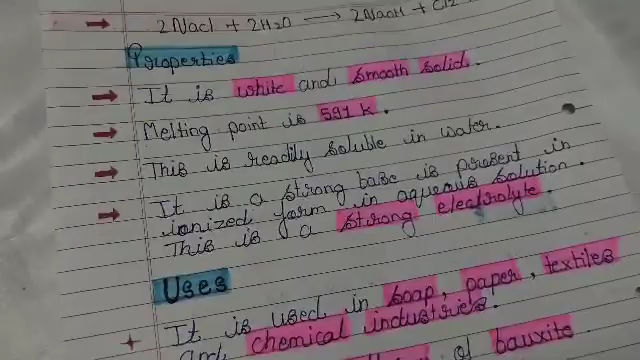 → 2NaCl + 2H₂O → 2NaOH + Cl2
Properties
→ It is white and smooth solid.
→ Melting point is 591 k.
→ This is readily soluble in water.
→ It is a strong base is present in
ionized form in aqueous solution.
This is a strong electrolyte.
Uses
+ It is used in soap, paper, textiles
and chemical industries.
of bauxite